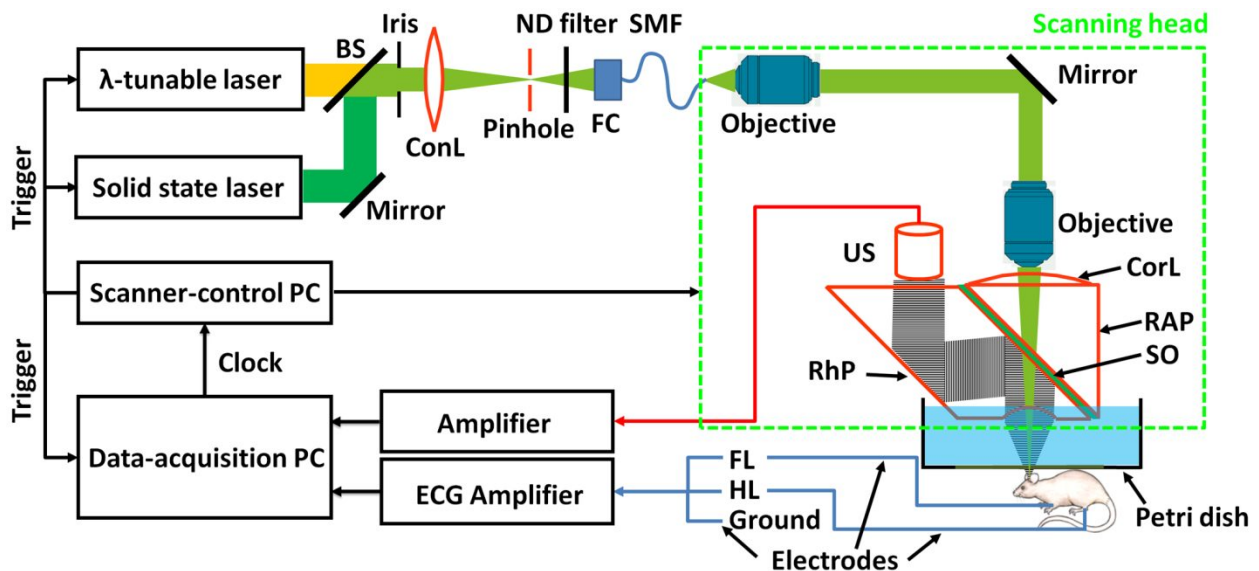 Scanning head
Iris
ND filter
SMF
BS
λ-tunable laser
Mirror
Pinhole
FC
Objective
ConL
Solid state laser
Mirror
Trigger
Objective
US
CorL
Scanner-control PC
RAP
SO
Clock
RhP
Trigger
Amplifier
Data-acquisition PC
FL
ECG Amplifier
HL
Ground
Petri dish
Electrodes